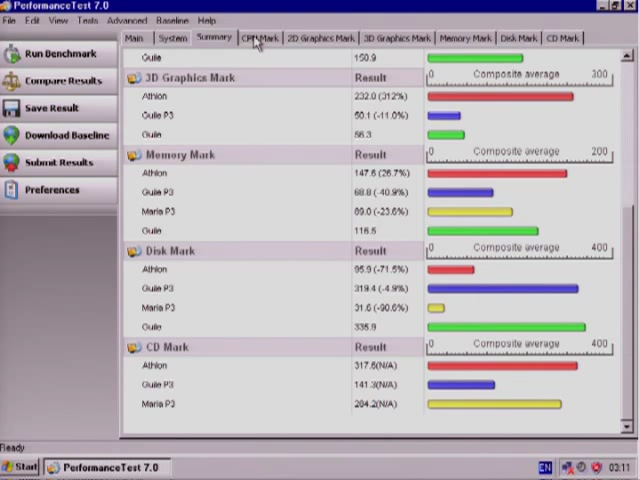 PerformanceTest 7.0
File Edit View Tests Advanced Baseline Help
Main System Summary CPU Mark 2D Graphics Mark 3D Graphics Mark Memory Mark Disk Mark CD Mark
Run Benchmark
Compare Results
Save Result
Download Baseline
Submit Results
Preferences
Guile 150.9
3D Graphics Mark Result 0 Composite average 300
Athlon 232.0 (312%)
Guile P3 50.1 (-11.0%)
Guile 56.3
Memory Mark Result 0 Composite average 200
Athlon 147.6 (26.7%)
Guile P3 68.8 (-40.9%)
Maria P3 89.0 (-23.6%)
Guile 116.5
Disk Mark Result 0 Composite average 400
Athlon 95.9 (-71.5%)
Guile P3 319.4 (-4.9%)
Maria P3 31.6 (-90.6%)
Guile 335.9
CD Mark Result 0 Composite average 400
Athlon 317.6(N/A)
Guile P3 141.3(N/A)
Maria P3 284.2(N/A)
Ready
Start PerformanceTest 7.0 EN 03:11